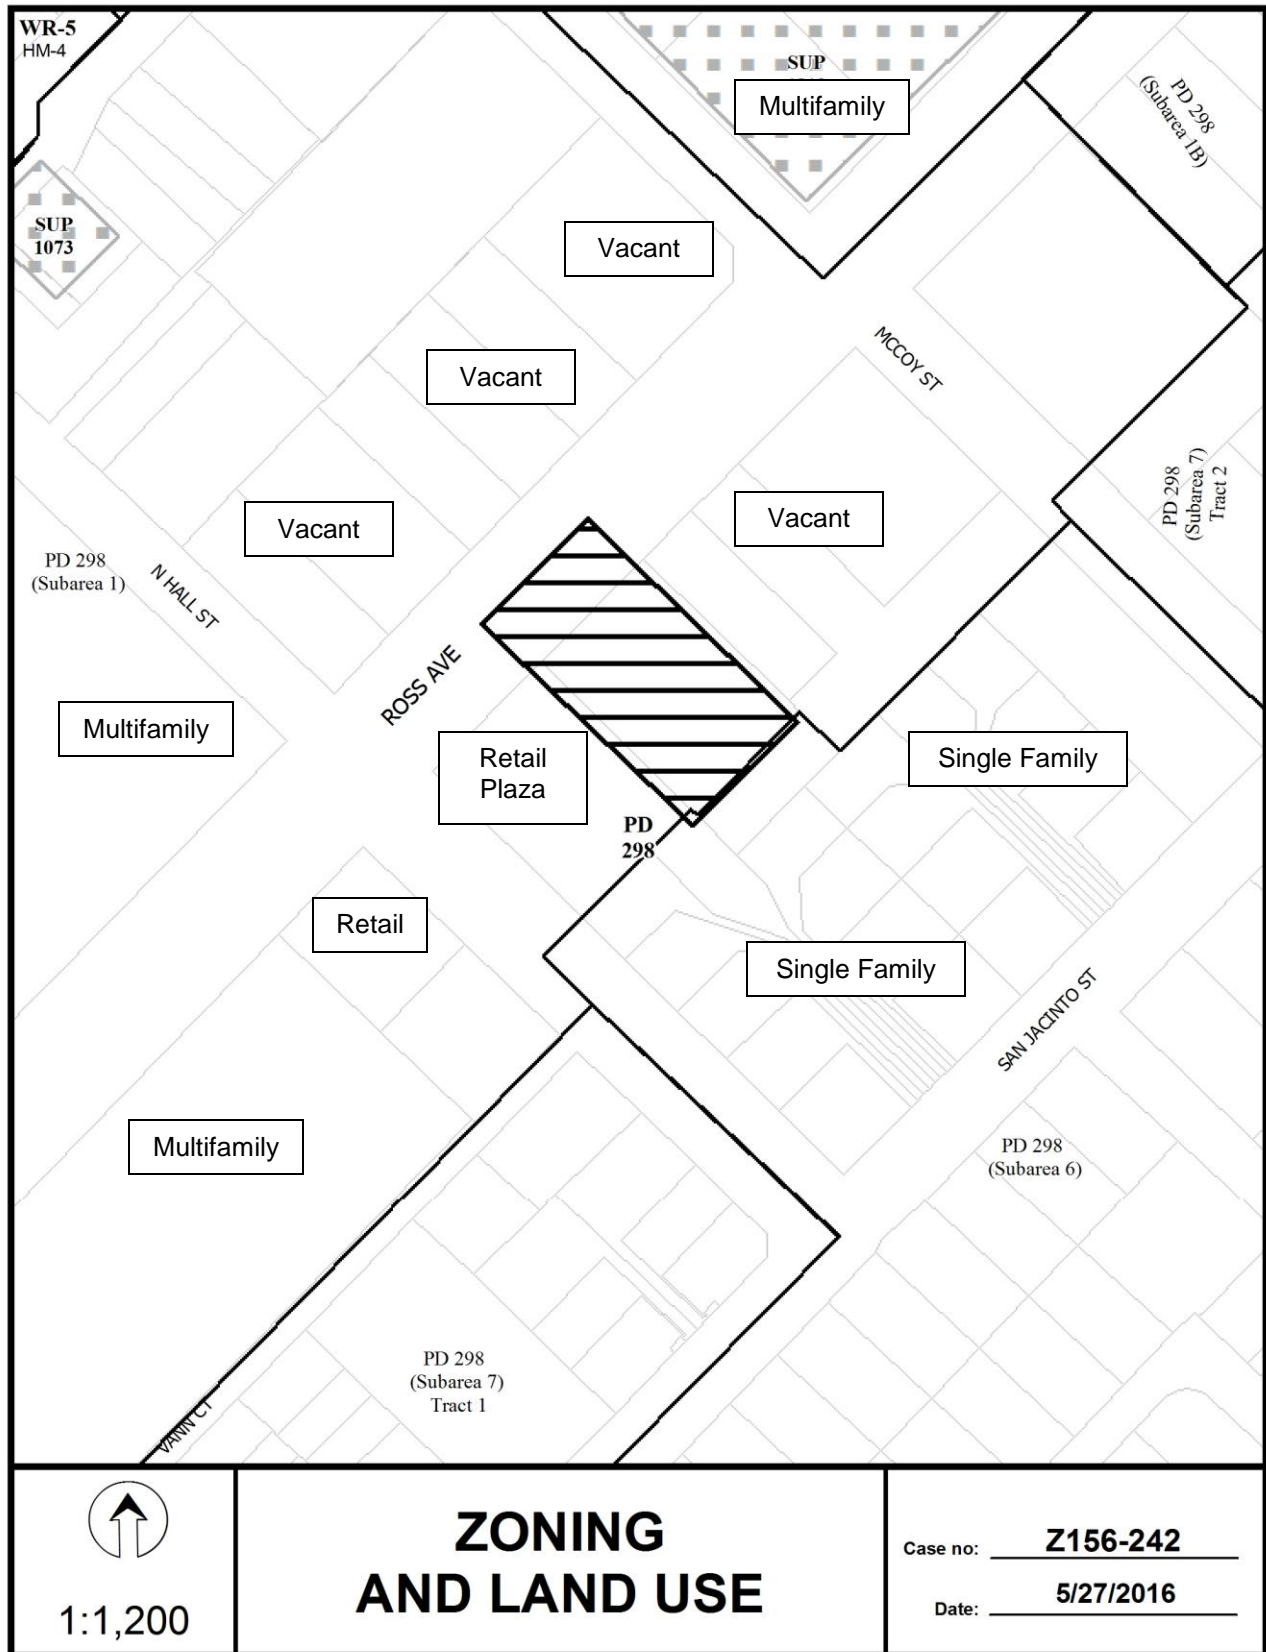 WR-5
HM-4
SUP
Multifamily
PD 298
(Subarea 1B)
SUP
1073
Vacant
MCCOY ST
Vacant
PD 298
(Subarea 7)
Tract 2
Vacant
Vacant
PD 298
(Subarea 1)
N HALL ST
ROSS AVE
Multifamily
Retail
Plaza
Single Family
PD
298
Retail
Single Family
SAN JACINTO ST
Multifamily
PD 298
(Subarea 6)
PD 298
(Subarea 7)
Tract 1
VANN CT
1:1,200
ZONING
AND LAND USE
Case no: Z156-242
Date: 5/27/2016